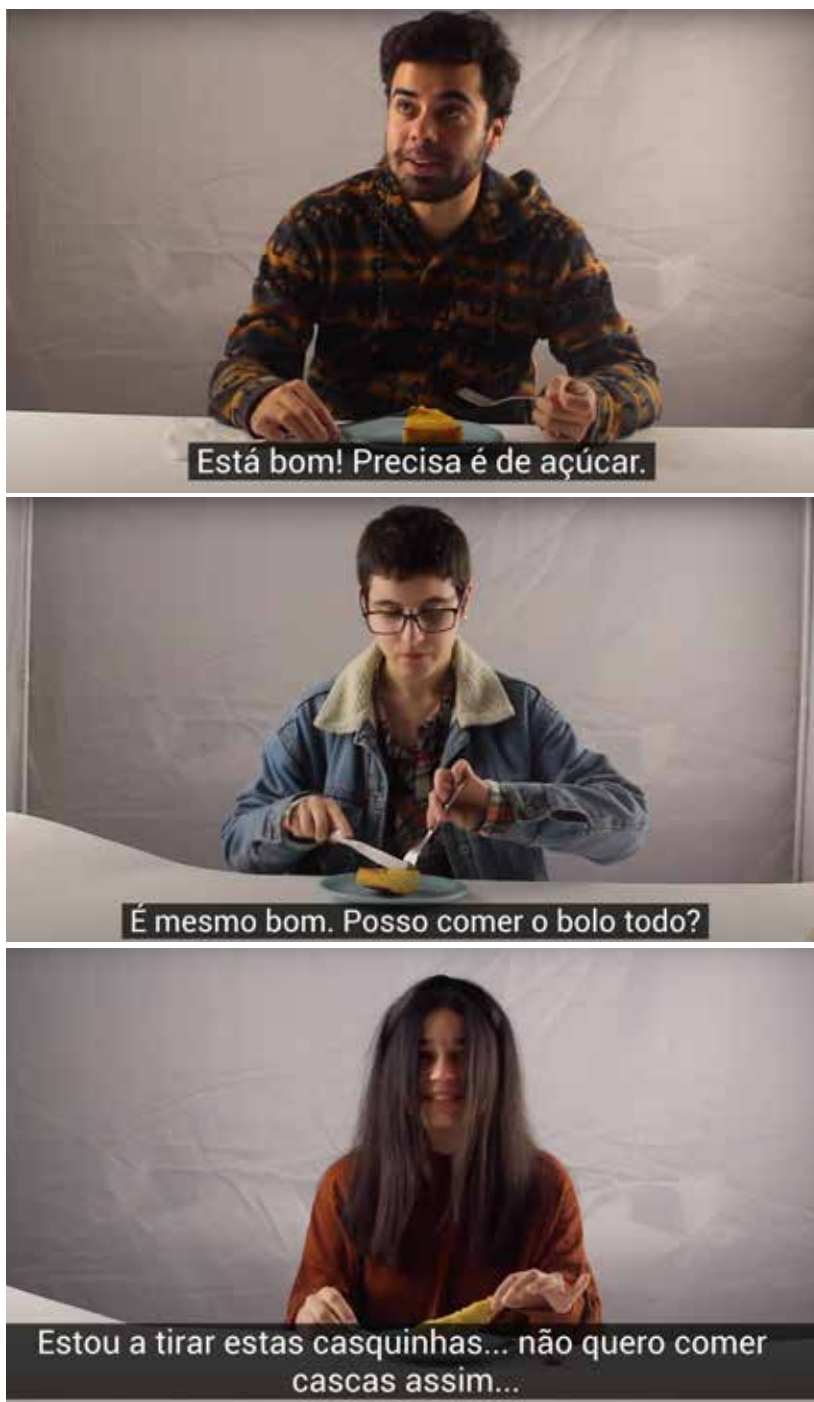 Está bom! Precisa é de açúcar.
É mesmo bom. Posso comer o bolo todo?
Estou a tirar estas casquinhas... não quero comer
cascas assim...